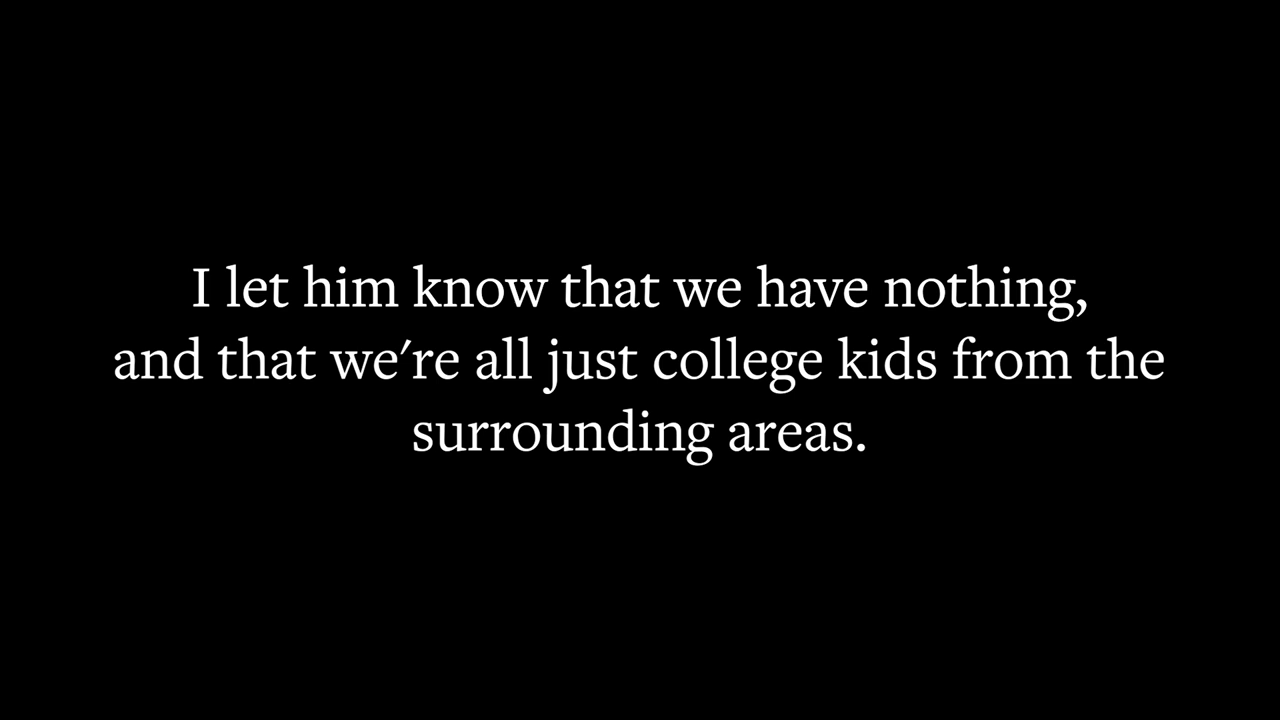 I let him know that we have nothing,
and that we're all just college kids from the
surrounding areas.